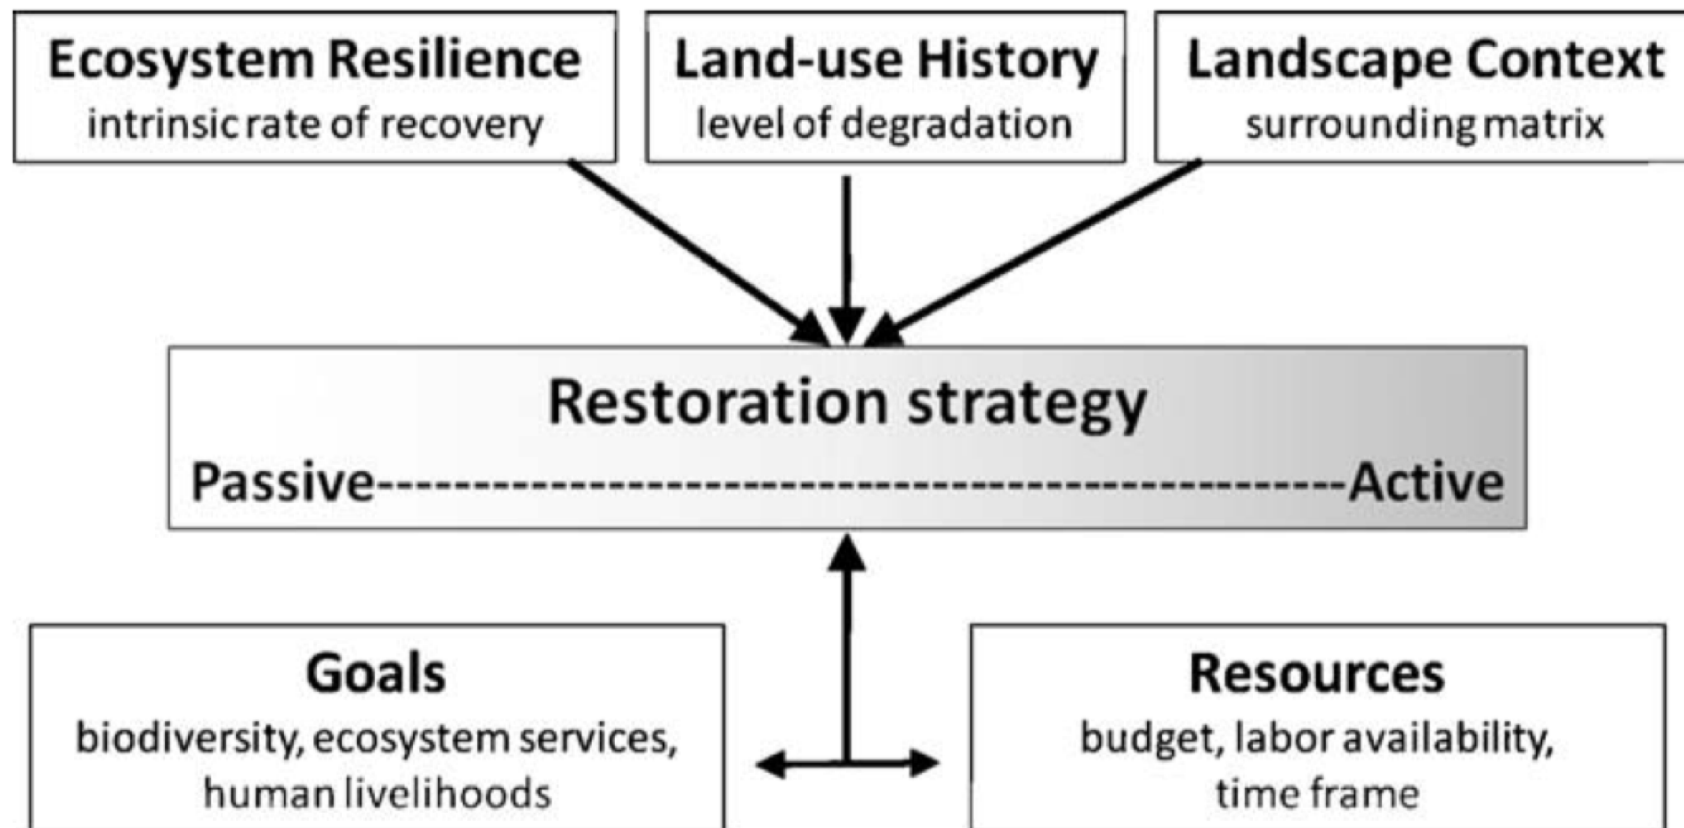 Ecosystem Resilience
intrinsic rate of recovery
Land-use History
level of degradation
Landscape Context
surrounding matrix
Restoration strategy
Passive--------------------------------------------------Active
Goals
biodiversity, ecosystem services,
human livelihoods
Resources
budget, labor availability,
time frame